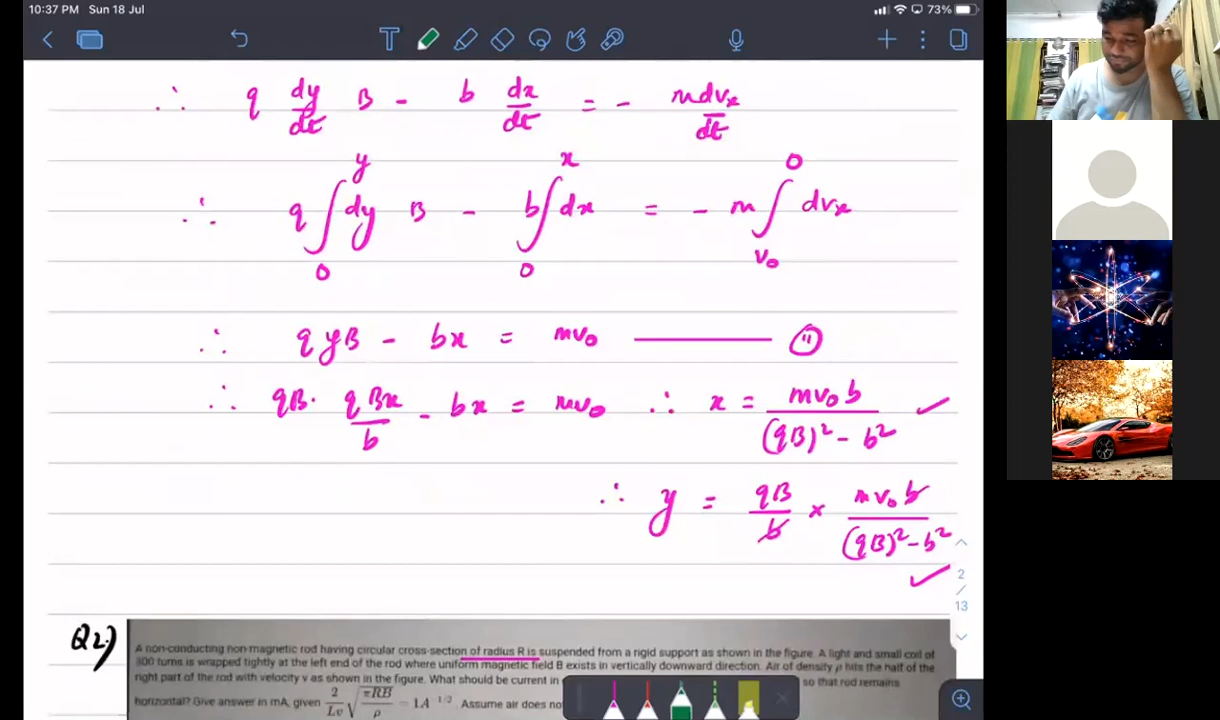 10:37 PM Sun 18 Jul
73%
∴ q dy/dt B - b dx/dt = - mdvx/dt
∴ q ∫₀^y dy B - b ∫₀^x dx = - m ∫_{v₀}^0 dvx
∴ qyB - bx = mv₀ ——— (11)
∴ qB· qBx/b - bx = mv₀ ∴ x = mv₀b/((qB)² - b²) ✓
∴ y = qB/b × mv₀b/((qB)² - b²) ✓
2
/
13
Q2)
A non-conducting non-magnetic rod having circular cross-section of radius R is suspended from a rigid support as shown in the figure. A light and small coil of
300 turns is wrapped tightly at the left end of the rod where uniform magnetic field B exists in vertically downward direction. Air of density ρ hits the half of the
right part of the rod with velocity v as shown in the figure. What should be current in so that rod remains
horizontal? Give answer in mA, given 2/Lv √(πRB/ρ) = 1A^{-1/2}. Assume air does no